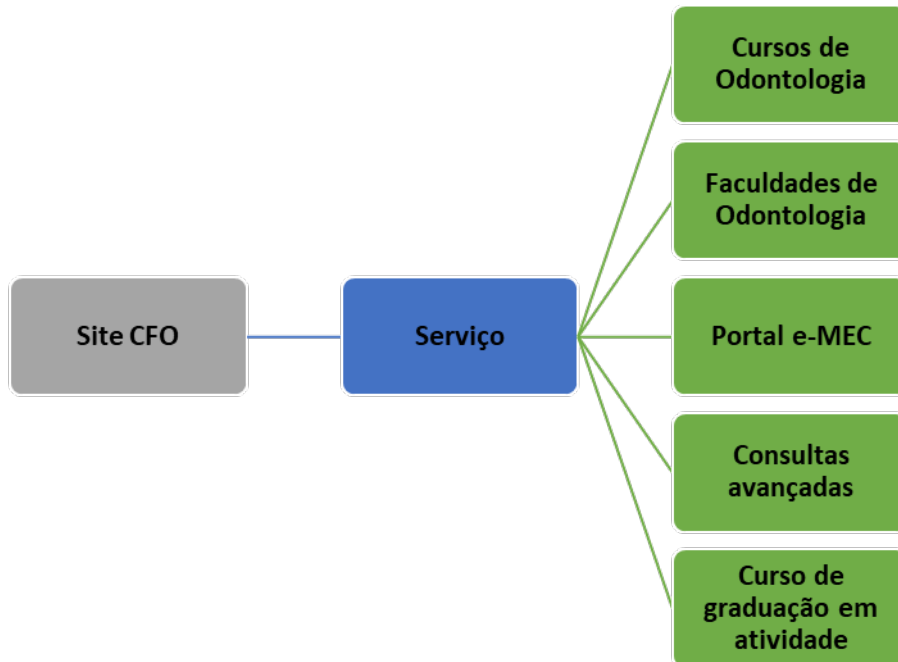 Site CFO
Serviço
Cursos de
Odontologia
Faculdades de
Odontologia
Portal e-MEC
Consultas
avançadas
Curso de
graduação em
atividade